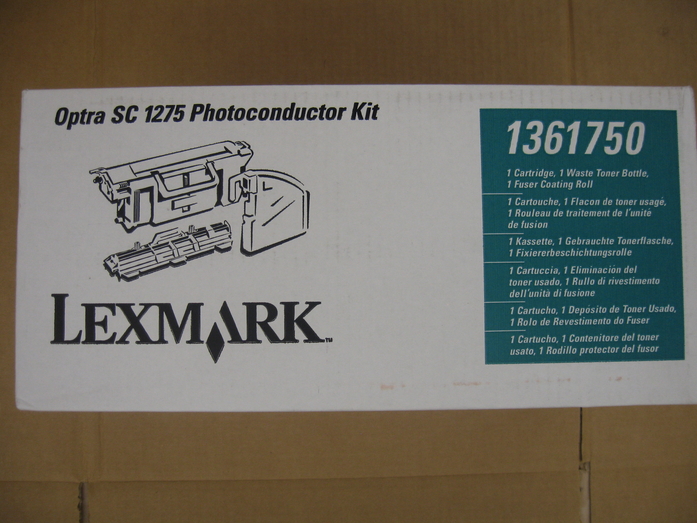 Optra SC 1275 Photoconductor Kit
LEXMARK™
1361750
1 Cartridge, 1 Waste Toner Bottle,
1 Fuser Coating Roll
1 Cartouche, 1 Flacon de toner usagé,
1 Rouleau de traitement de l'unité
de fusion
1 Kassette, 1 Gebrauchte Tonerflasche,
1 Fixiererbeschichtungsrolle
1 Cartuccia, 1 Eliminacion del
toner usado, 1 Rullo di rivestimento
dell'unità di fusione
1 Cartucho, 1 Depósito de Toner Usado,
1 Rolo de Revestimento do Fuser
1 Cartucho, 1 Contenitore del toner
usato, 1 Rodillo protector del fusor